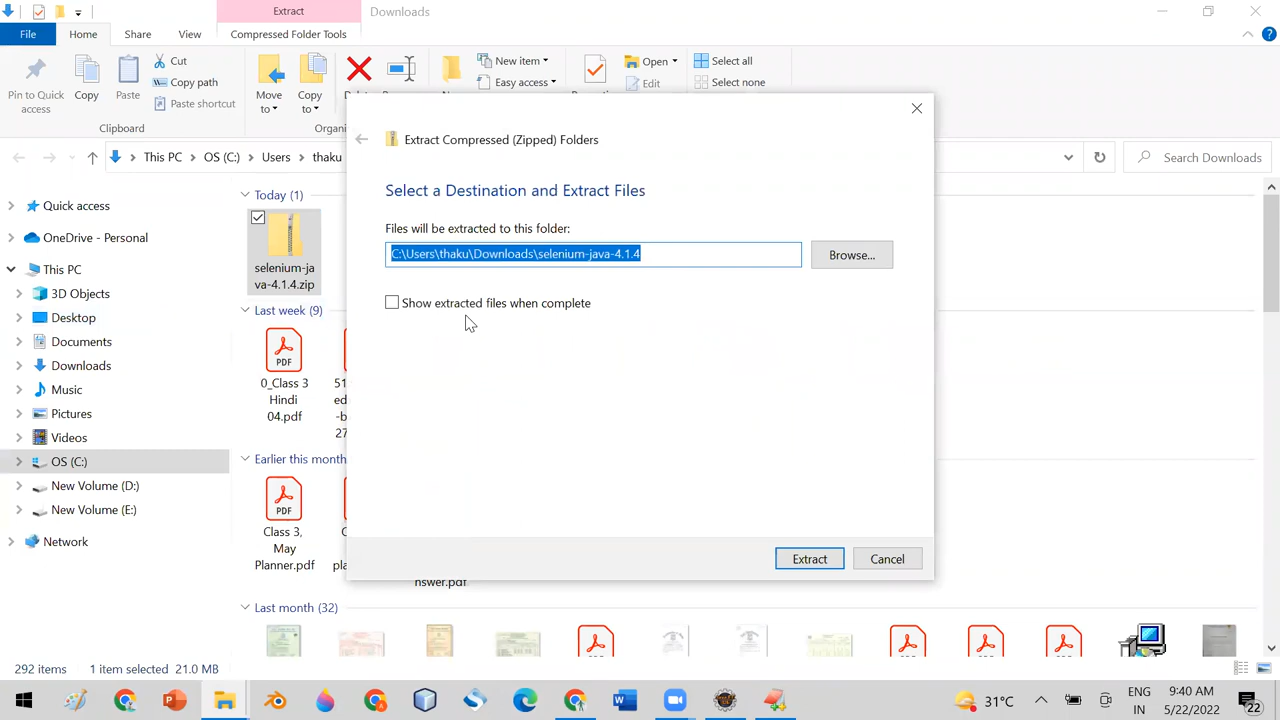 Extract
Downloads
File
Home
Share
View
Compressed Folder Tools
Pin to Quick
access
Copy
Paste
Cut
Copy path
Paste shortcut
Clipboard
Move
to
Copy
to
New item
Easy access
Open
Edit
Select all
Select none
This PC
OS (C:)
Users
thaku
Search Downloads
Quick access
OneDrive - Personal
This PC
3D Objects
Desktop
Documents
Downloads
Music
Pictures
Videos
OS (C:)
New Volume (D:)
New Volume (E:)
Network
Today (1)
selenium-ja
va-4.1.4.zip
Last week (9)
PDF
0_Class 3
Hindi
04.pdf
Earlier this month
PDF
Class 3,
May
Planner.pdf
nswer.pdf
Last month (32)
Extract Compressed (Zipped) Folders
Select a Destination and Extract Files
Files will be extracted to this folder:
C:\Users\thaku\Downloads\selenium-java-4.1.4
Browse...
Show extracted files when complete
Extract
Cancel
292 items
1 item selected
21.0 MB
31°C
ENG
IN
9:40 AM
5/22/2022
22